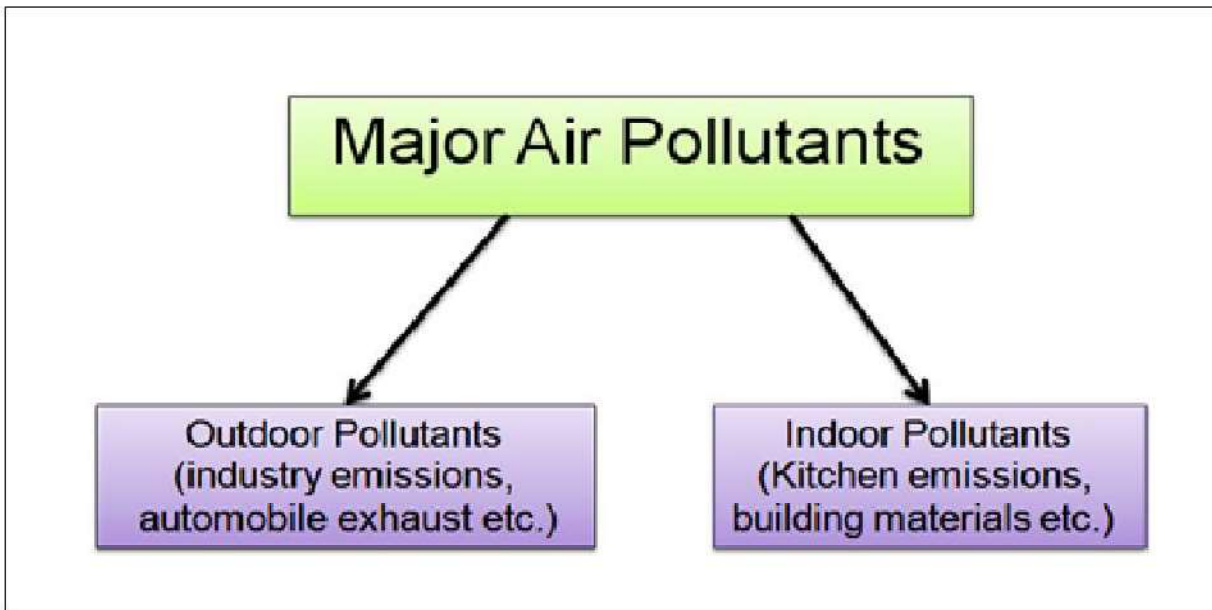 Major Air Pollutants
Outdoor Pollutants
(industry emissions,
automobile exhaust etc.)
Indoor Pollutants
(Kitchen emissions,
building materials etc.)